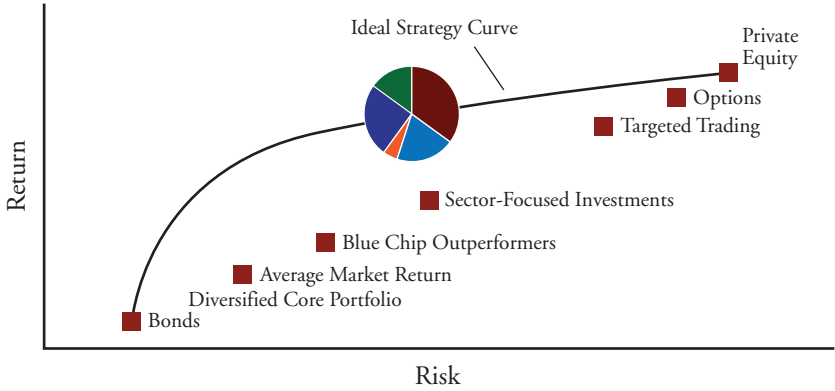 Ideal Strategy Curve
Private
Equity
Options
Targeted Trading
Sector-Focused Investments
Blue Chip Outperformers
Average Market Return
Diversified Core Portfolio
Bonds
Return
Risk